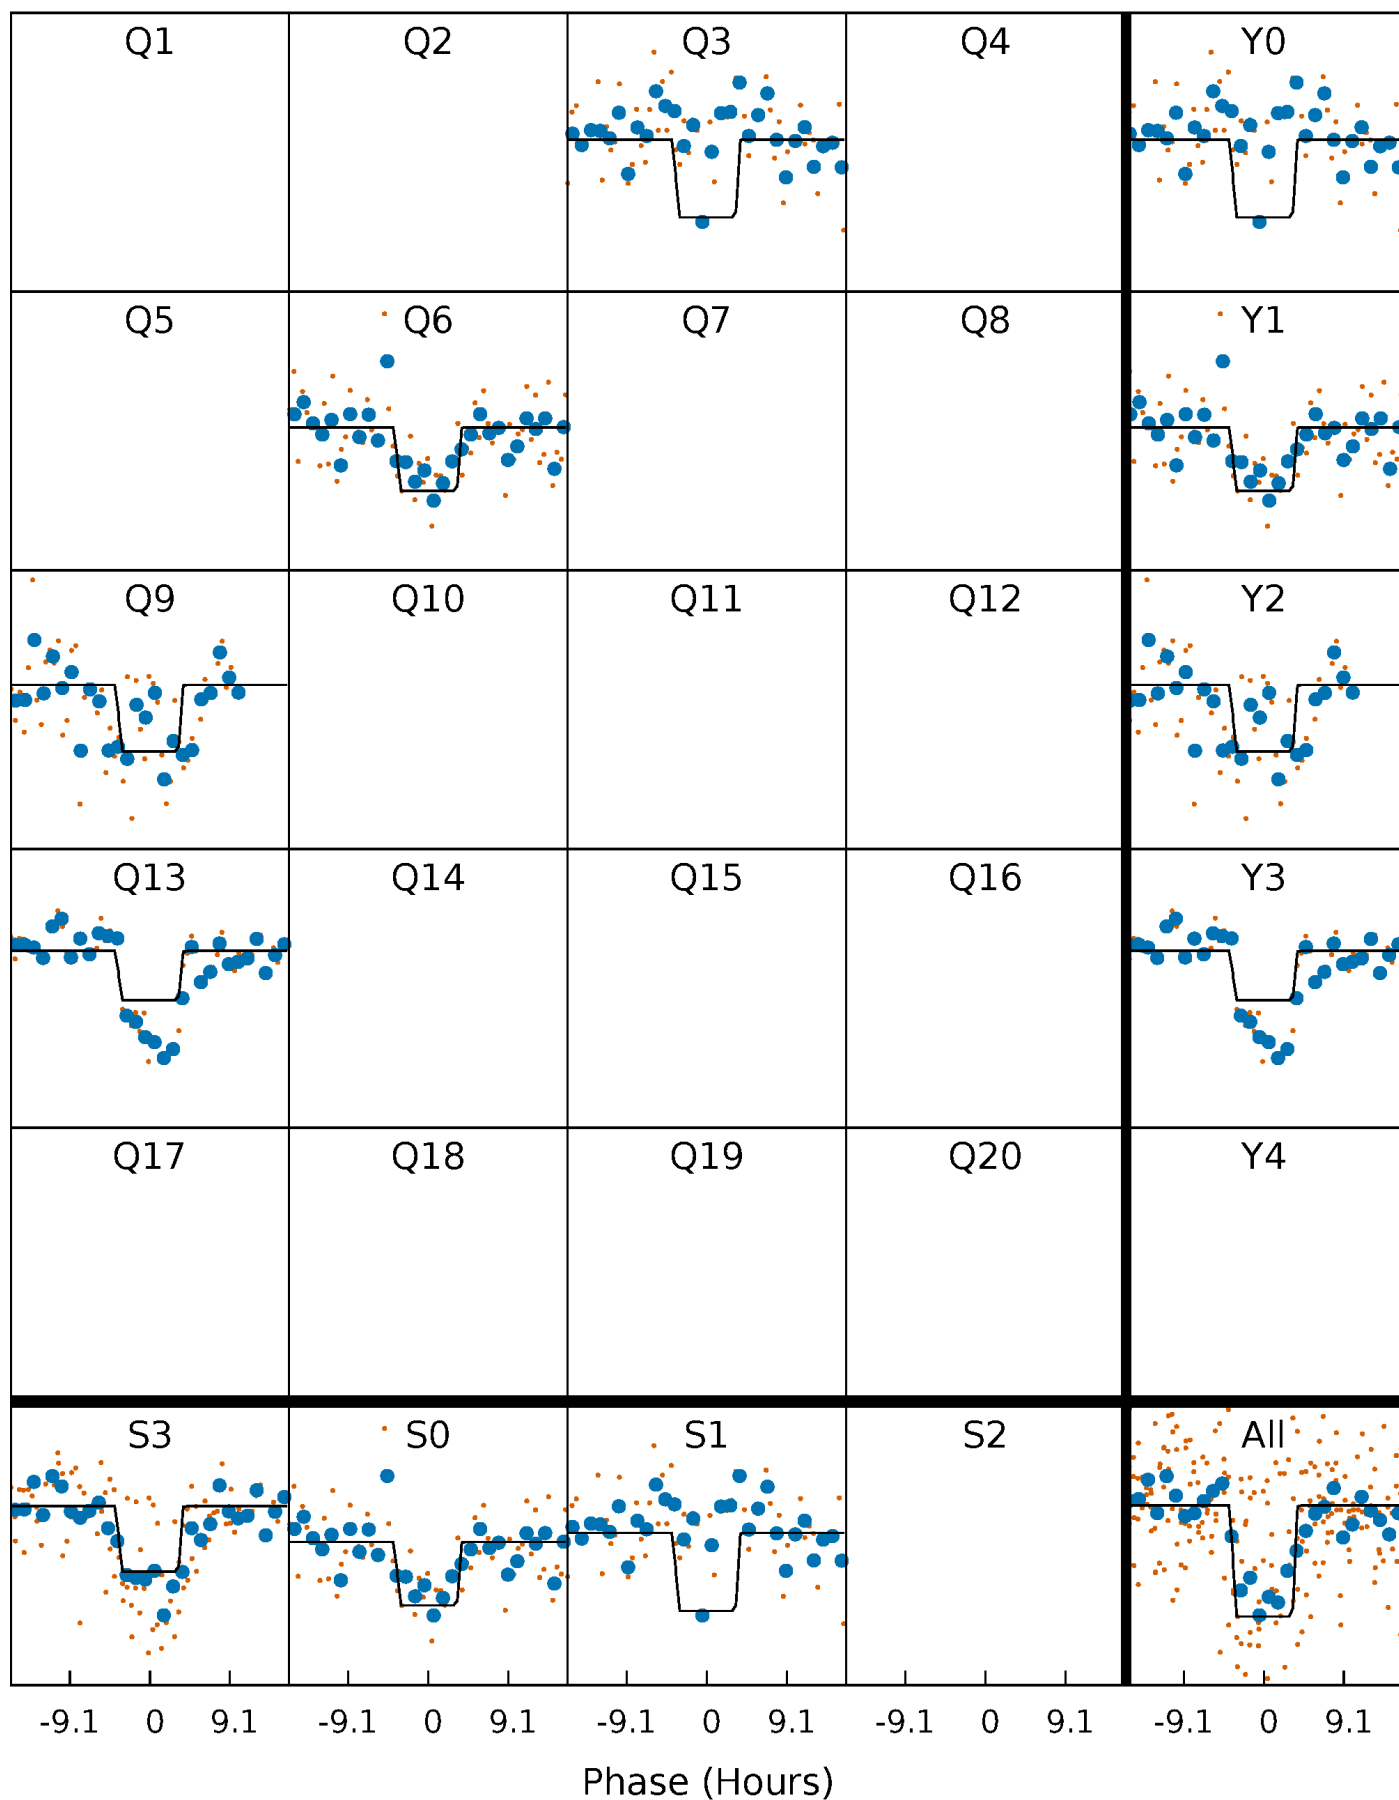 Q1 Q2 Q3 Q4 Y0
Q5 Q6 Q7 Q8 Y1
Q9 Q10 Q11 Q12 Y2
Q13 Q14 Q15 Q16 Y3
Q17 Q18 Q19 Q20 Y4
S3 S0 S1 S2 All
-9.1 0 9.1 -9.1 0 9.1 -9.1 0 9.1 -9.1 0 9.1 -9.1 0 9.1
Phase (Hours)